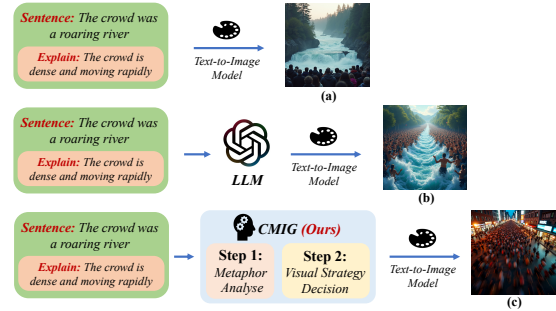 Sentence: The crowd was
a roaring river
Explain: The crowd is
dense and moving rapidly
Text-to-Image
Model
(a)
Sentence: The crowd was
a roaring river
Explain: The crowd is
dense and moving rapidly
LLM
Text-to-Image
Model
(b)
Sentence: The crowd was
a roaring river
Explain: The crowd is
dense and moving rapidly
CMIG (Ours)
Step 1:
Metaphor
Analyse
Step 2:
Visual Strategy
Decision
Text-to-Image
Model
(c)